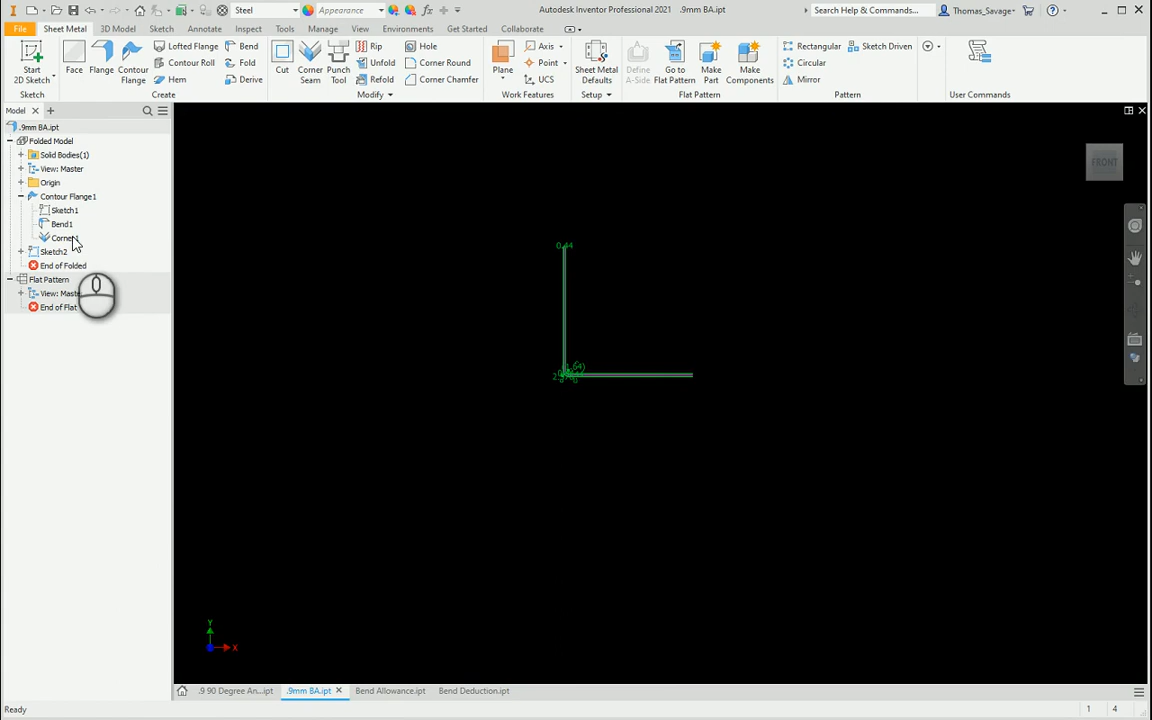 Steel
Appearance
Autodesk Inventor Professional 2021 .9mm BA.ipt
Search Help & Commands...
Thomas_Savage
File
Sheet Metal
3D Model
Sketch
Annotate
Inspect
Tools
Manage
View
Environments
Get Started
Collaborate
Start
2D Sketch
Face
Flange
Contour
Flange
Lofted Flange
Contour Roll
Hem
Bend
Fold
Derive
Cut
Corner
Seam
Punch
Tool
Rip
Unfold
Refold
Hole
Corner Round
Corner Chamfer
Plane
Axis
Point
UCS
Sheet Metal
Defaults
Define
A-Side
Go to
Flat Pattern
Make
Part
Make
Components
Rectangular
Circular
Mirror
Sketch Driven
Sketch
Create
Modify
Work Features
Setup
Flat Pattern
Pattern
User Commands
Model
.9mm BA.ipt
Folded Model
Solid Bodies(1)
View: Master
Origin
Contour Flange1
Sketch1
Bend1
Sketch2
End of Folded
Flat Pattern
End of Flat
FRONT
0.44
Y
X
.9 90 Degree An...ipt
.9mm BA.ipt
Bend Allowance.ipt
Bend Deduction.ipt
Ready
1
4